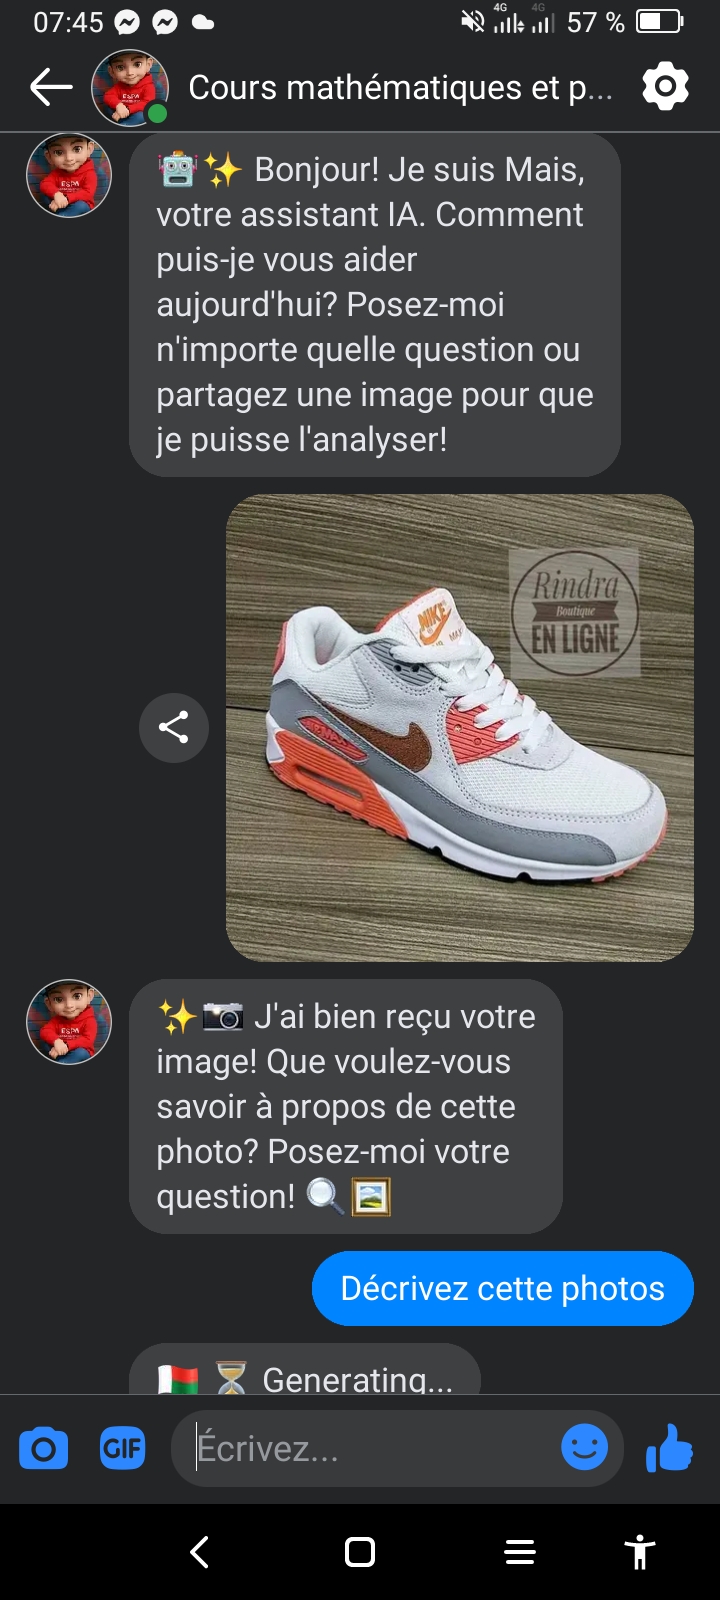 07:45
4G 4G
57 %
Cours mathématiques et p...
🤖✨ Bonjour! Je suis Mais,
votre assistant IA. Comment
puis-je vous aider
aujourd'hui? Posez-moi
n'importe quelle question ou
partagez une image pour que
je puisse l'analyser!
Rindra
Boutique
EN LIGNE
NIKE
✨📷 J'ai bien reçu votre
image! Que voulez-vous
savoir à propos de cette
photo? Posez-moi votre
question! 🔍🖼️
Décrivez cette photos
🇲🇬 ⏳ Generating...
GIF
Écrivez...